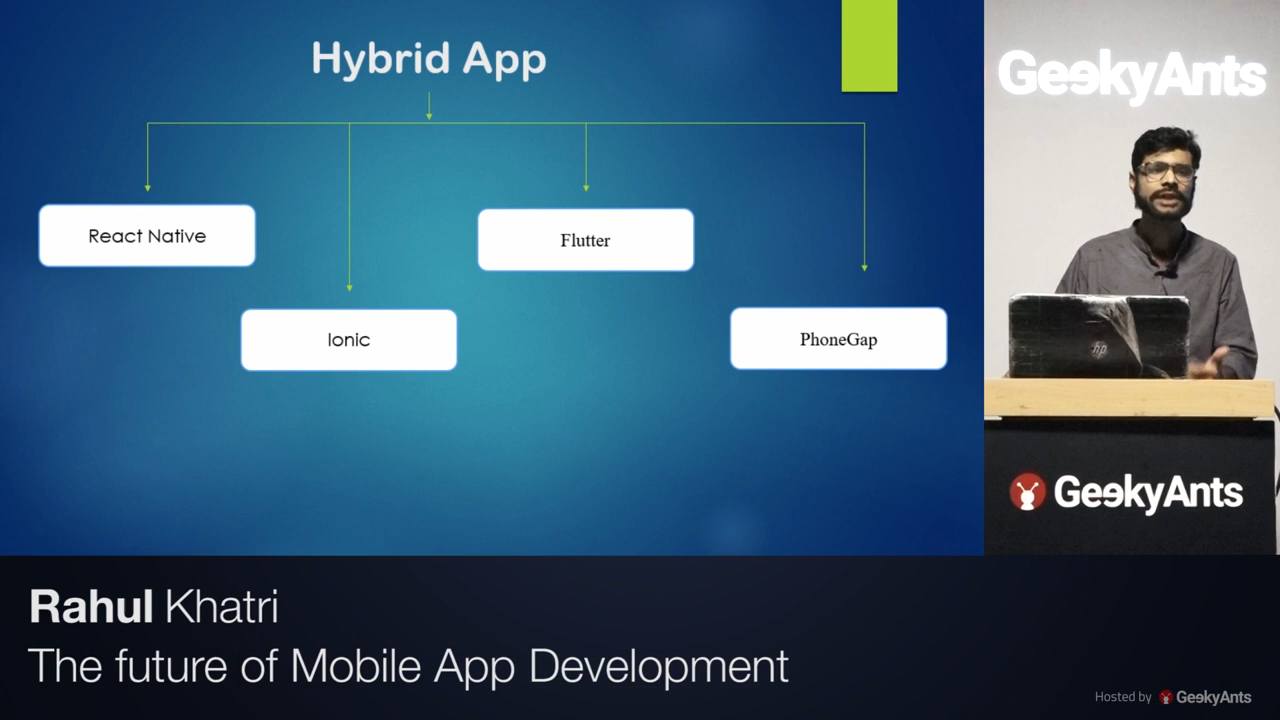 Hybrid App
React Native
Flutter
Ionic
PhoneGap
GeekyAnts
hp
GeekyAnts
Rahul Khatri
The future of Mobile App Development
Hosted by GeekyAnts